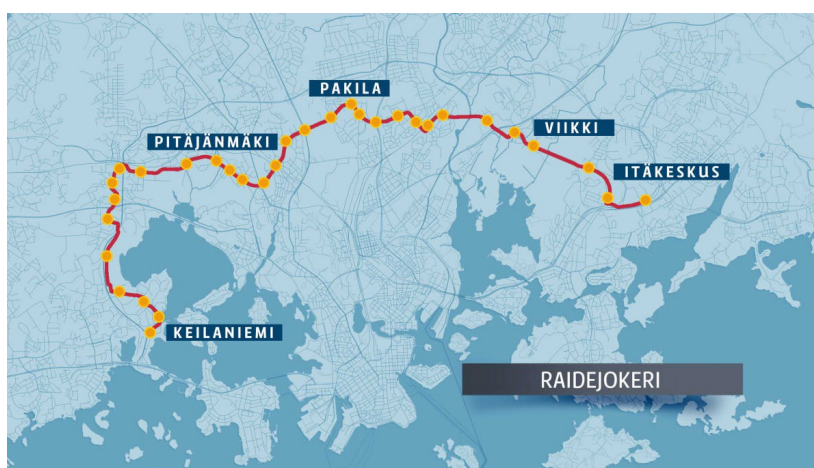 PAKILA
PITÄJÄNMÄKI
VIIKKI
ITÄKESKUS
KEILANIEMI
RAIDEJOKERI